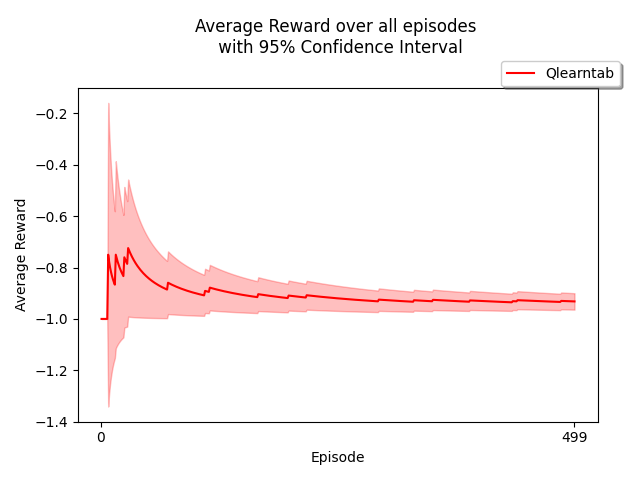 Average Reward over all episodes
with 95% Confidence Interval
Qlearntab
−0.2
−0.4
−0.6
−0.8
−1.0
−1.2
−1.4
Average Reward
0
499
Episode